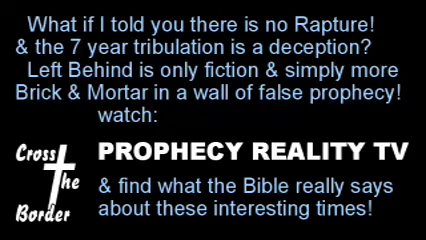 What if I told you there is no Rapture!
& the 7 year tribulation is a deception?
Left Behind is only fiction & simply more
Brick & Mortar in a wall of false prophecy!
watch:
PROPHECY REALITY TV
Cross
the
Border
& find what the Bible really says
about these interesting times!